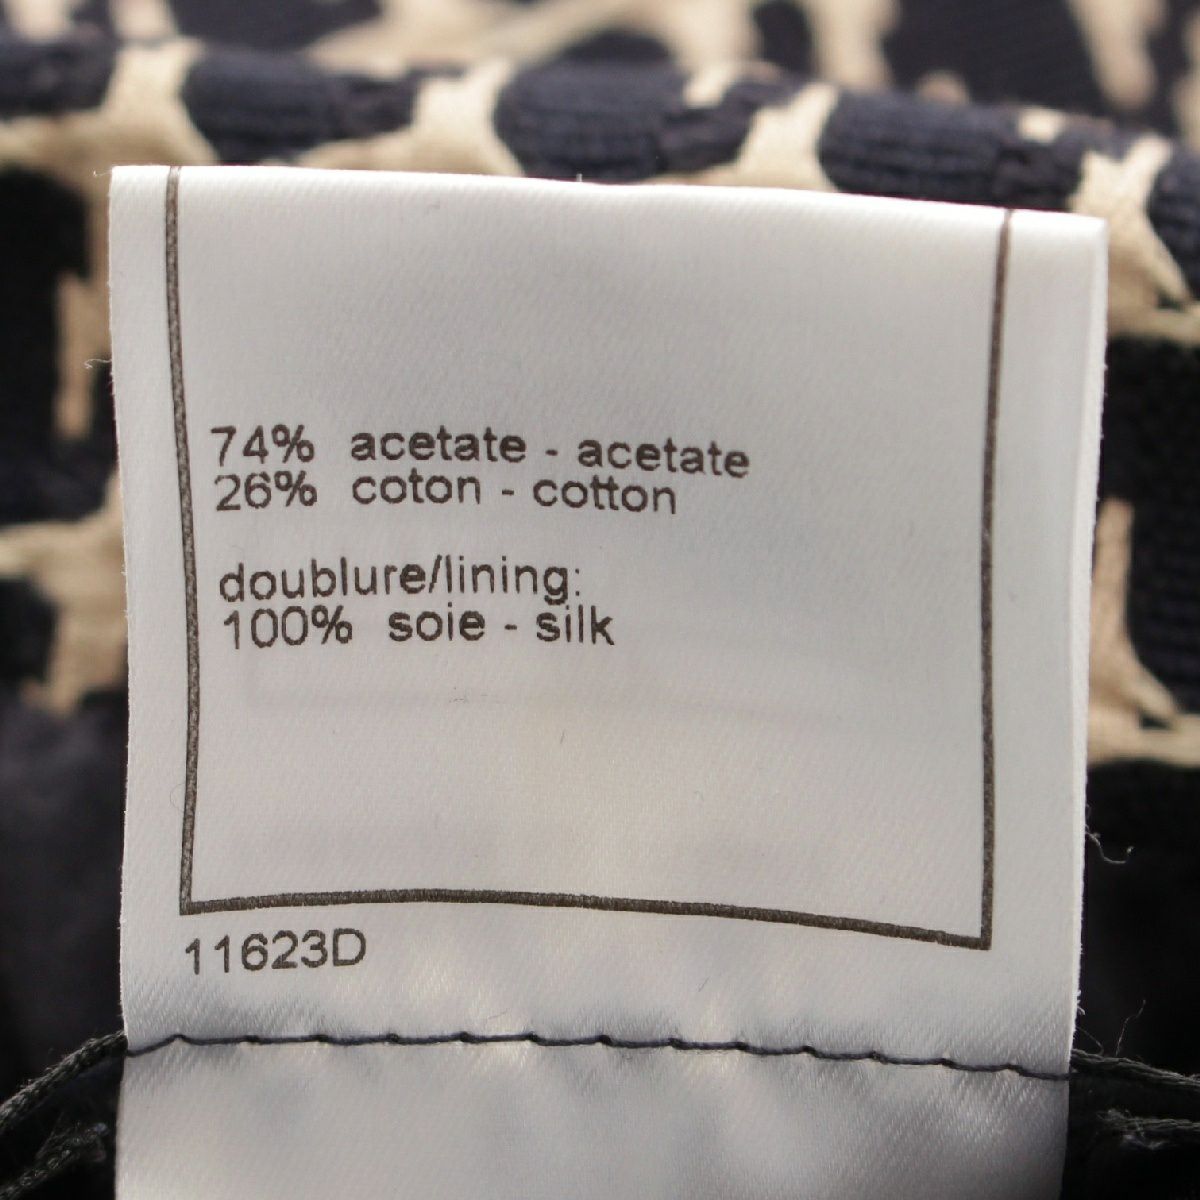 74% acetate - acetate
26% coton - cotton
doublure/lining:
100% soie - silk
11623D